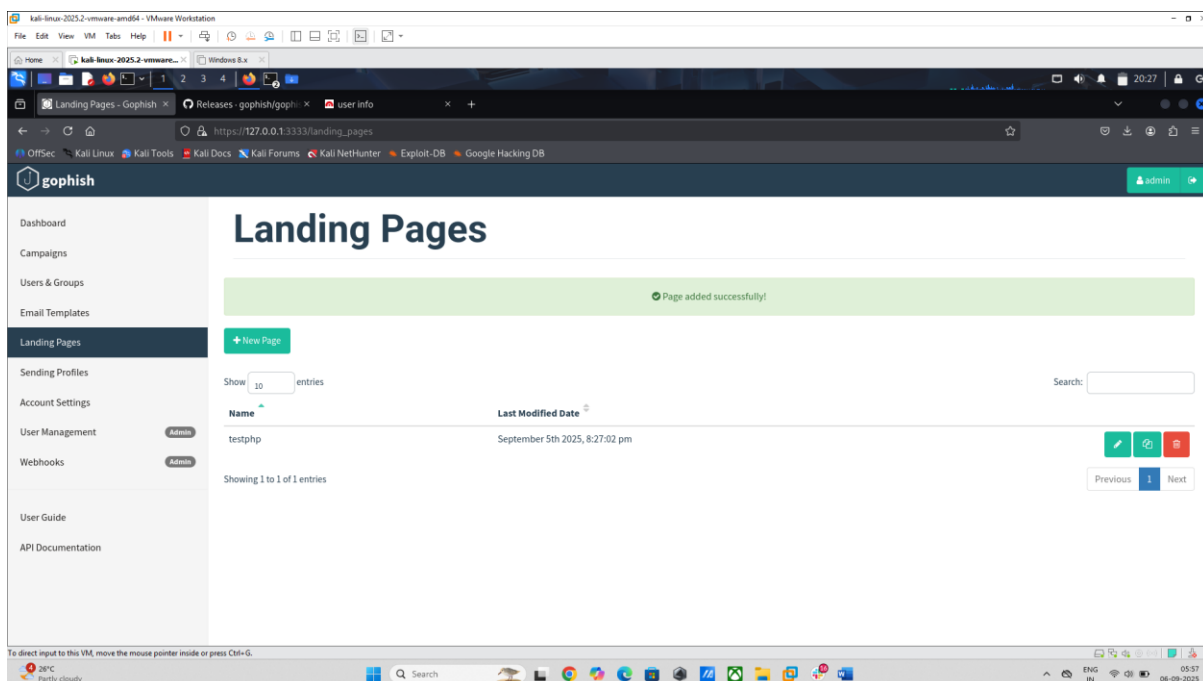 kali-linux-2025.2-vmware-amd64 - VMware Workstation
File Edit View VM Tabs Help
Home kali-linux-2025.2-vmware... Windows 8.x
1 2 3 4 20:27
Landing Pages - Gophish Releases · gophish/gophi user info
https://127.0.0.1:3333/landing_pages
OffSec Kali Linux Kali Tools Kali Docs Kali Forums Kali NetHunter Exploit-DB Google Hacking DB
gophish admin
Dashboard
Campaigns
Users & Groups
Email Templates
Landing Pages
Sending Profiles
Account Settings
User Management Admin
Webhooks Admin
User Guide
API Documentation
Landing Pages
Page added successfully!
+ New Page
Show 10 entries Search:
Name Last Modified Date
testphp September 5th 2025, 8:27:02 pm
Showing 1 to 1 of 1 entries Previous 1 Next
To direct input to this VM, move the mouse pointer inside or press Ctrl+G.
26°C Search ENG 05:57
Partly cloudy IN 06-09-2025